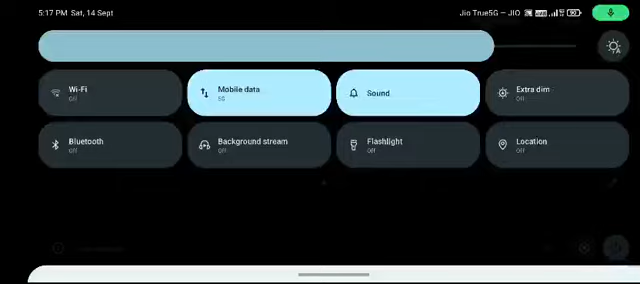 5:17 PM Sat, 14 Sept
Jio True5G — JIO
Wi-Fi
Off
Mobile data
5G
Sound
Extra dim
Off
Bluetooth
Off
Background stream
Off
Flashlight
Off
Location
Off